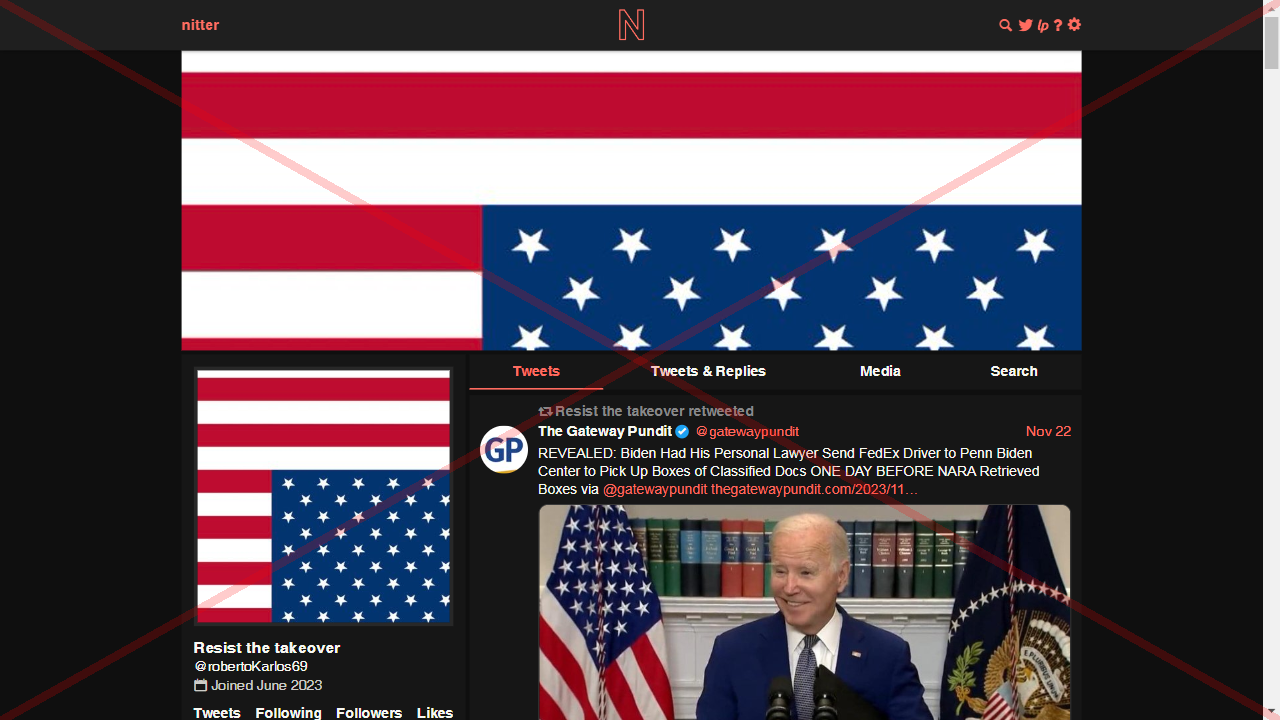 nitter
N
lp ?
Tweets
Tweets & Replies
Media
Search
Resist the takeover retweeted
The Gateway Pundit @gatewaypundit Nov 22
GP
REVEALED: Biden Had His Personal Lawyer Send FedEx Driver to Penn Biden
Center to Pick Up Boxes of Classified Docs ONE DAY BEFORE NARA Retrieved
Boxes via @gatewaypundit thegatewaypundit.com/2023/11…
Resist the takeover
@robertoKarlos69
Joined June 2023
Tweets Following Followers Likes